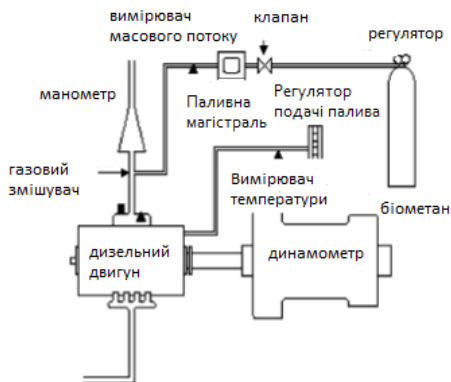 вимірювач
масового потоку
клапан
регулятор
манометр
Паливна
магістраль
Регулятор
подачі палива
газовий
змішувач
Вимірювач
температури
біометан
дизельний
двигун
динамометр